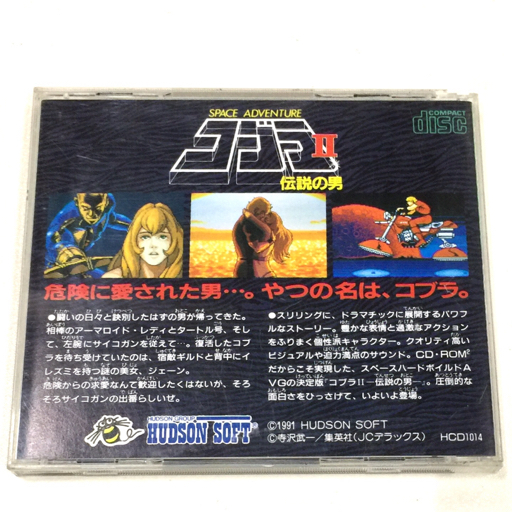 SPACE ADVENTURE
コブラII
伝説の男
COMPACT
disc
危険に愛された男…。やつの名は、コブラ。
●闘いの日々と訣別したはずの男が帰ってきた。
相棒のアーマロイド・レディとタートル号、そし
て、左腕にサイコガンを従えて…。復活したコブ
ラを待ち受けていたのは、宿敵ギルドと背中にイ
レズミを持つ謎の美女、ジェーン。
危険からの求愛なんて歓迎したくはないが、そろ
そろサイコガンの出番らしいぜ。
●スリリングに、ドラマチックに展開するパワフ
ルなストーリー。豊かな表情と過激なアクション
をふりまく個性派キャラクター。クオリティ高い
ビジュアルや迫力満点のサウンド。CD・ROM²
だからこそ実現した、スペースハードボイルドA
VGの決定版「コブラII―伝説の男―」。圧倒的な
面白さをひっさげて、いよいよ登場。
HUDSON GROUP
HUDSON SOFT®
©1991 HUDSON SOFT
©寺沢武一／集英社（JCデラックス）
HCD1014